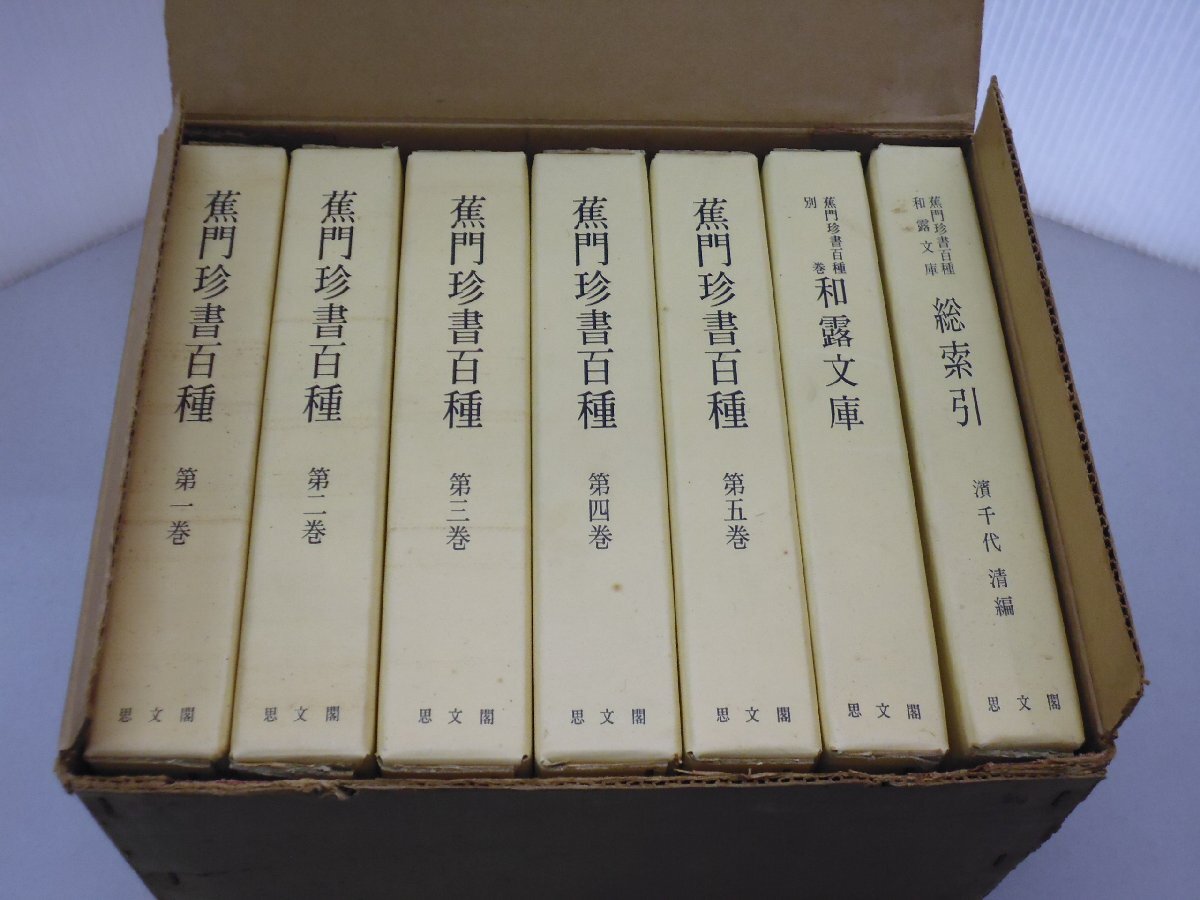 蕉門珍書百種
第一巻
思文閣
蕉門珍書百種
第二巻
思文閣
蕉門珍書百種
第三巻
思文閣
蕉門珍書百種
第四巻
思文閣
蕉門珍書百種
第五巻
思文閣
蕉門珍書百種
別巻
和露文庫
思文閣
蕉門珍書百種
和露文庫
総索引
濱千代 清編
思文閣